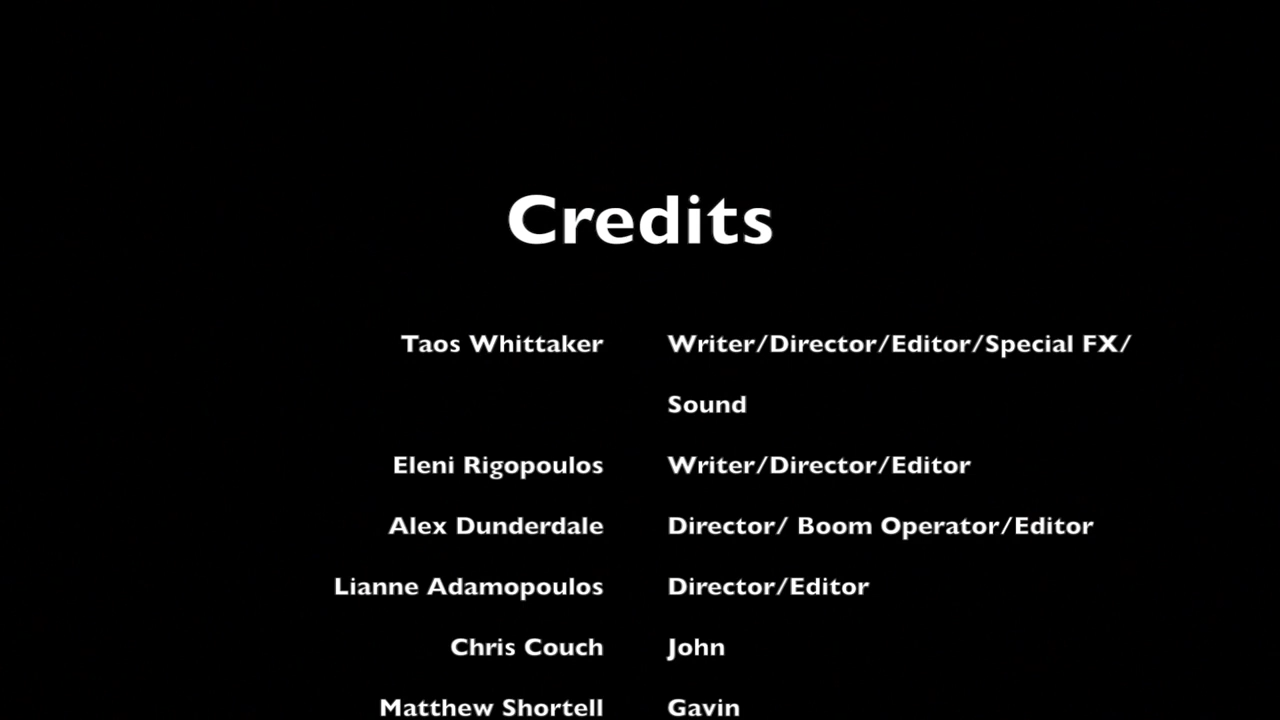 Credits
Taos Whittaker Writer/Director/Editor/Special FX/
Sound
Eleni Rigopoulos Writer/Director/Editor
Alex Dunderdale Director/ Boom Operator/Editor
Lianne Adamopoulos Director/Editor
Chris Couch John
Matthew Shortell Gavin